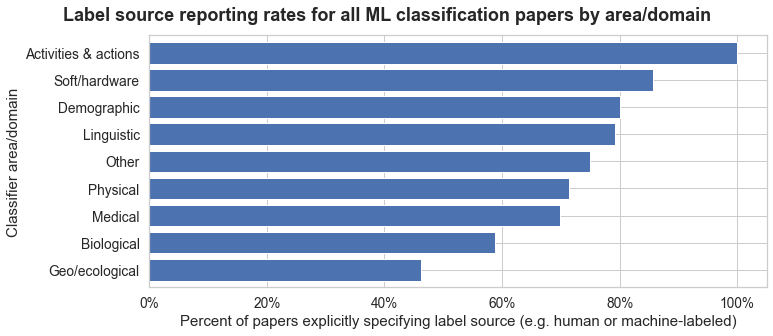 Label source reporting rates for all ML classification papers by area/domain
Classifier area/domain
Activities & actions
Soft/hardware
Demographic
Linguistic
Other
Physical
Medical
Biological
Geo/ecological
0% 20% 40% 60% 80% 100%
Percent of papers explicitly specifying label source (e.g. human or machine-labeled)